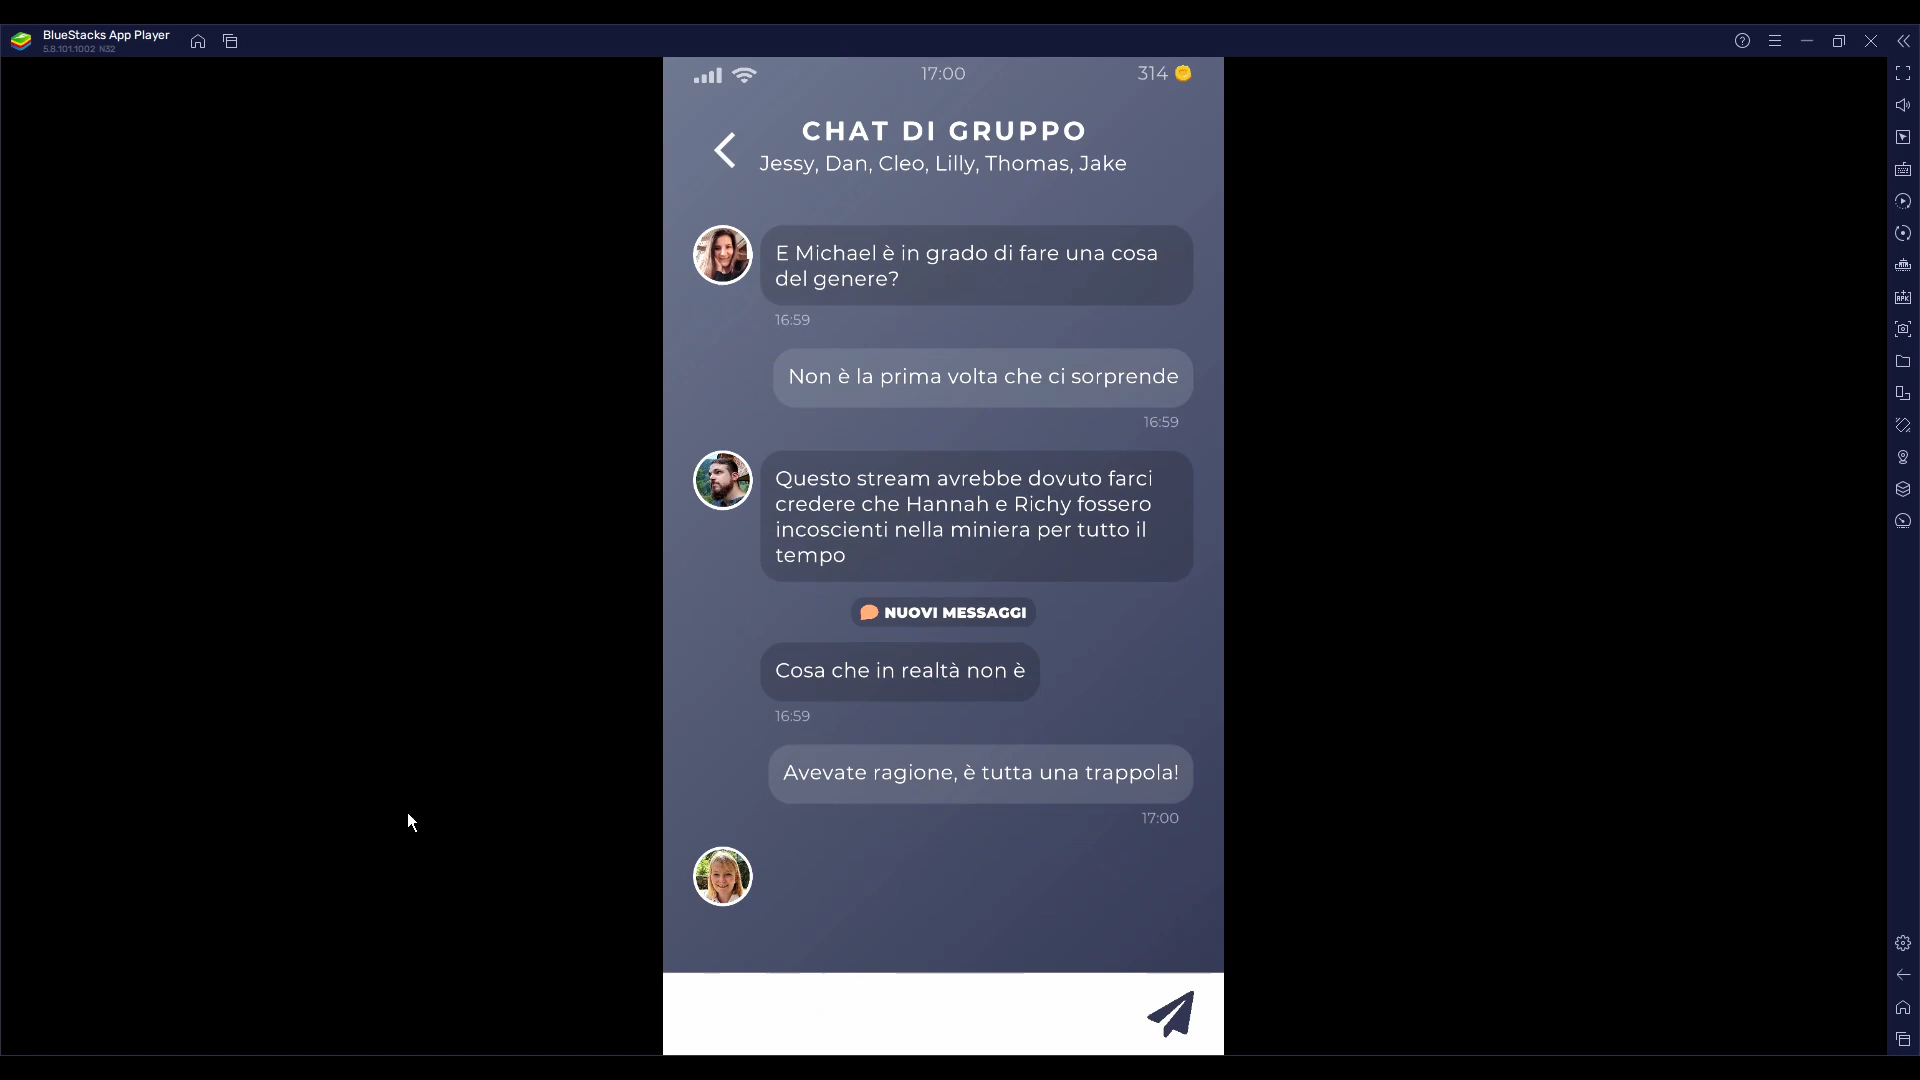 BlueStacks App Player
5.8.101.1002 N32
17:00
314
CHAT DI GRUPPO
Jessy, Dan, Cleo, Lilly, Thomas, Jake
E Michael è in grado di fare una cosa
del genere?
16:59
Non è la prima volta che ci sorprende
16:59
Questo stream avrebbe dovuto farci
credere che Hannah e Richy fossero
incoscienti nella miniera per tutto il
tempo
NUOVI MESSAGGI
Cosa che in realtà non è
16:59
Avevate ragione, è tutta una trappola!
17:00